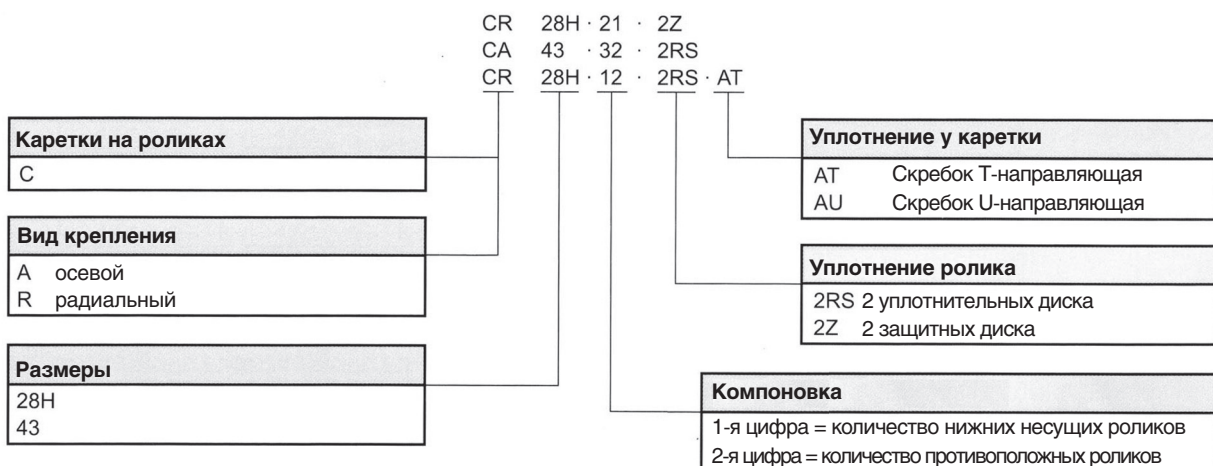 CR 28H · 21 · 2Z
CA 43 · 32 · 2RS
CR 28H · 12 · 2RS · AT
Каретки на роликах
C
Вид крепления
A осевой
R радиальный
Размеры
28H
43
Уплотнение у каретки
AT Скребок Т-направляющая
AU Скребок U-направляющая
Уплотнение ролика
2RS 2 уплотнительных диска
2Z 2 защитных диска
Компоновка
1-я цифра = количество нижних несущих роликов
2-я цифра = количество противоположных роликов